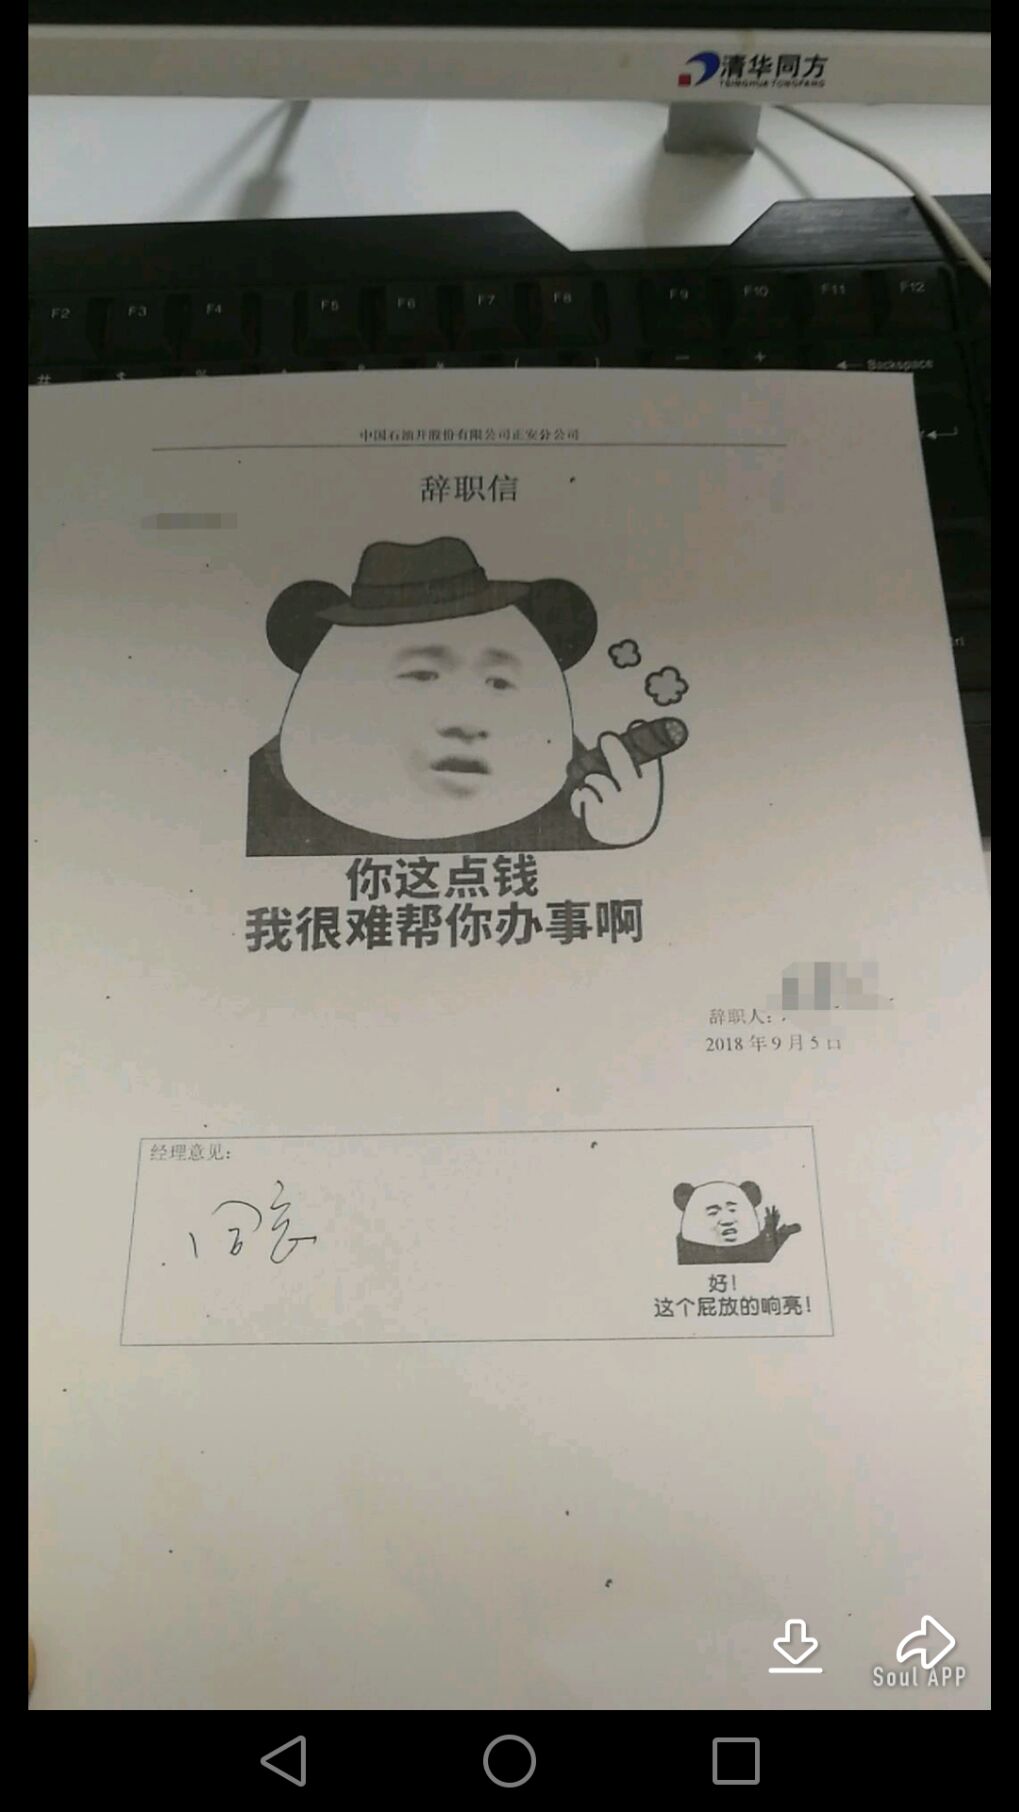 清华同方
TSINGHUA TONGFANG
F2 F3 F4 F5 F6 F7 F8 F9 F10 F11 F12
# $ % ( ) — +
Backspace
中国石油开股份有限公司正安分公司
辞职信
你这点钱
我很难帮你办事啊
辞职人：
2018 年 9 月 5 日
经理意见：
同意
好！
这个屁放的响亮！
Soul APP